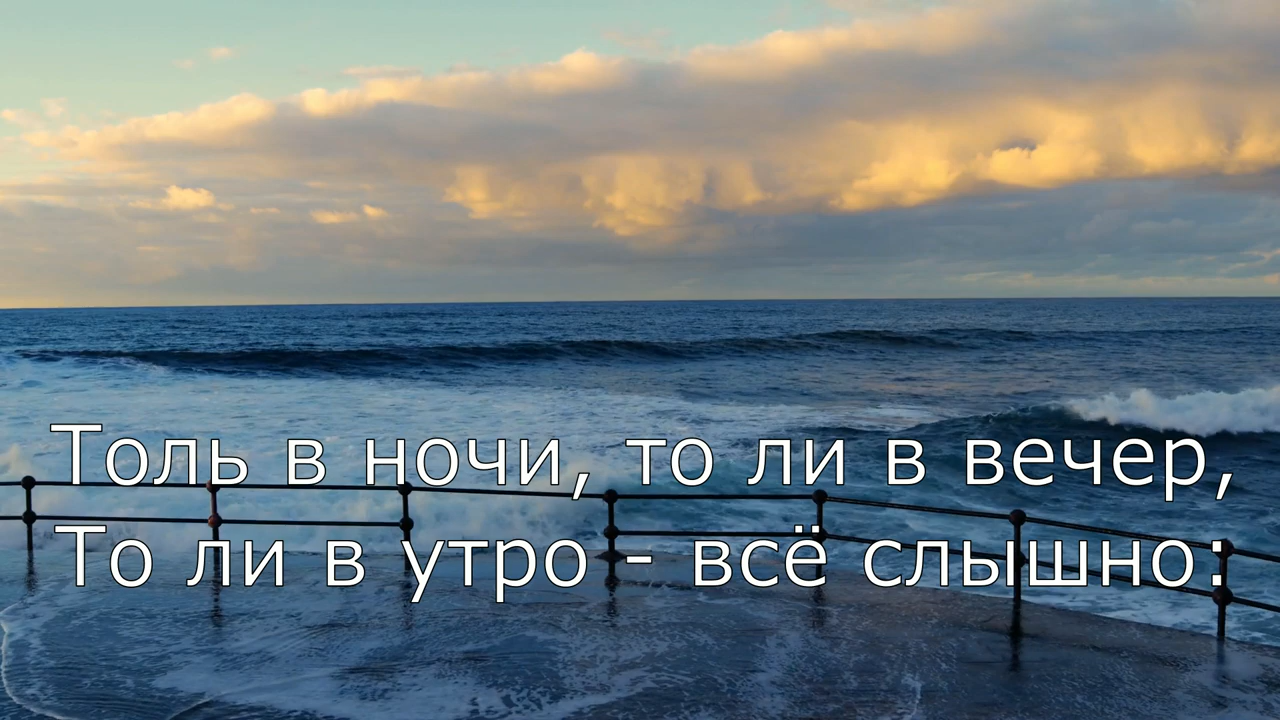 Толь в ночи, то ли в вечер,
То ли в утро - всё слышно: